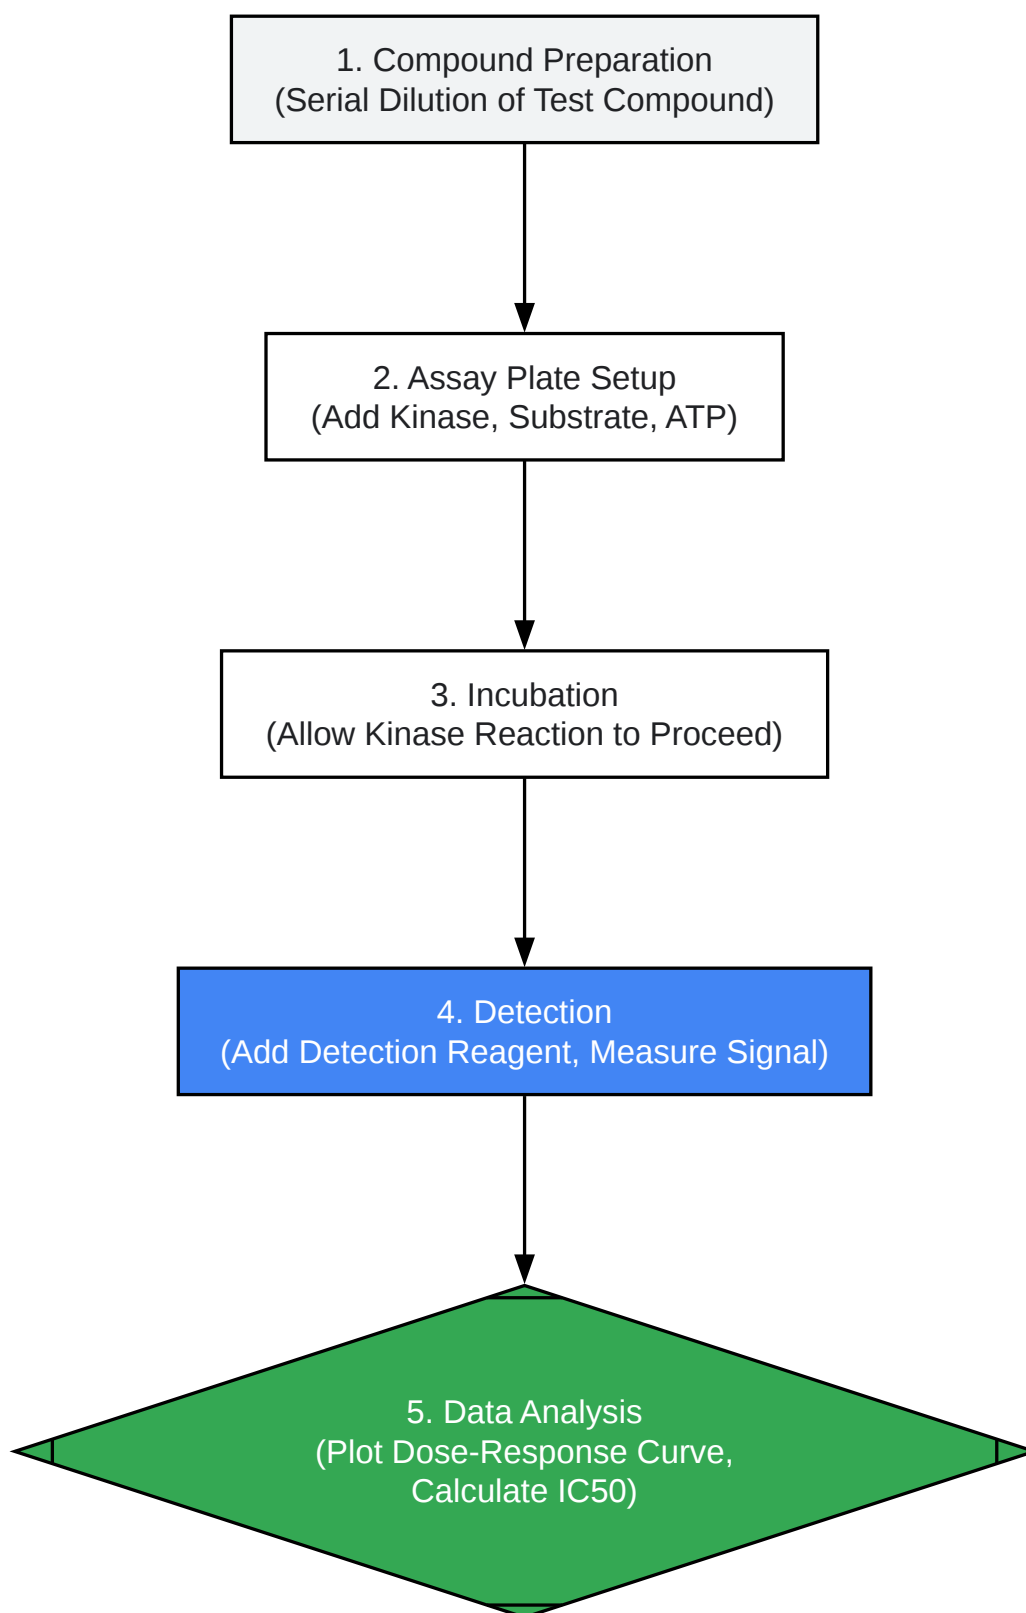 1. Compound Preparation
(Serial Dilution of Test Compound)
2. Assay Plate Setup
(Add Kinase, Substrate, ATP)
3. Incubation
(Allow Kinase Reaction to Proceed)
4. Detection
(Add Detection Reagent, Measure Signal)
5. Data Analysis
(Plot Dose-Response Curve,
Calculate IC50)